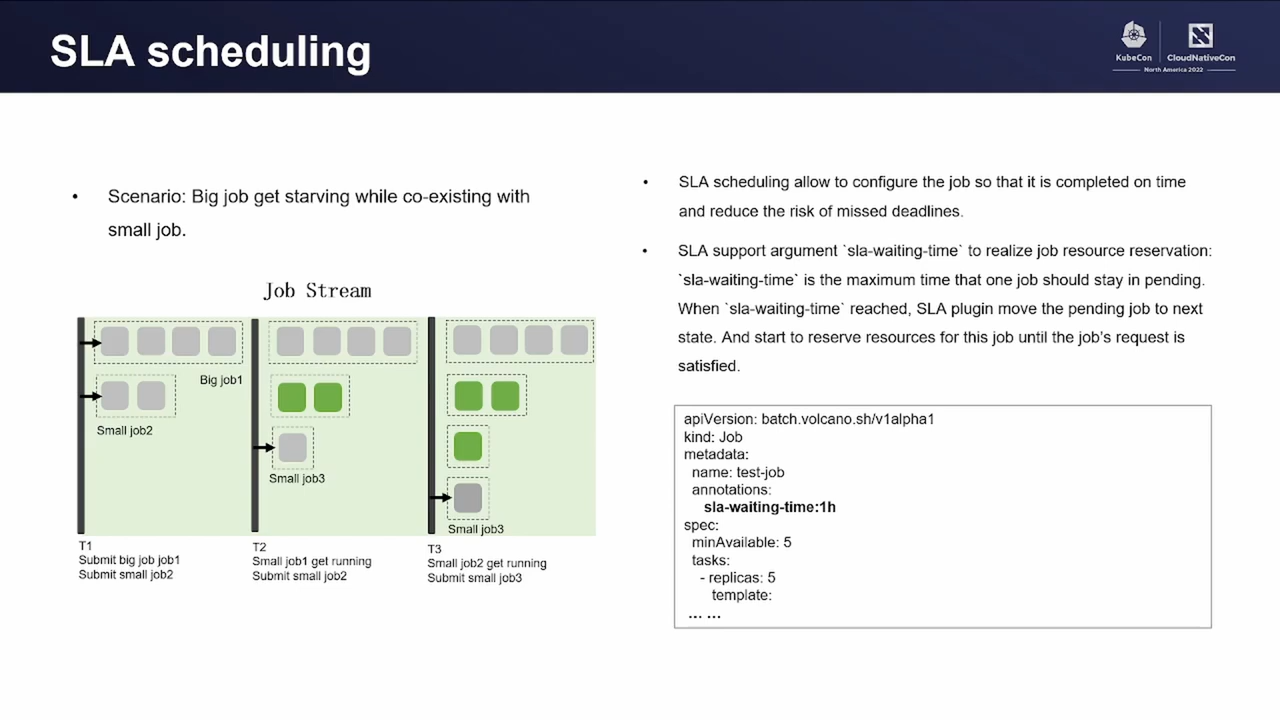 SLA scheduling
KubeCon
CloudNativeCon
North America 2022
• Scenario: Big job get starving while co-existing with
small job.
Job Stream
Big job1
Small job2
Small job3
Small job3
T1
Submit big job job1
Submit small job2
T2
Small job1 get running
Submit small job2
T3
Small job2 get running
Submit small job3
• SLA scheduling allow to configure the job so that it is completed on time
and reduce the risk of missed deadlines.
• SLA support argument `sla-waiting-time` to realize job resource reservation:
`sla-waiting-time` is the maximum time that one job should stay in pending.
When `sla-waiting-time` reached, SLA plugin move the pending job to next
state. And start to reserve resources for this job until the job's request is
satisfied.
apiVersion: batch.volcano.sh/v1alpha1
kind: Job
metadata:
name: test-job
annotations:
sla-waiting-time:1h
spec:
minAvailable: 5
tasks:
- replicas: 5
template:
... ...